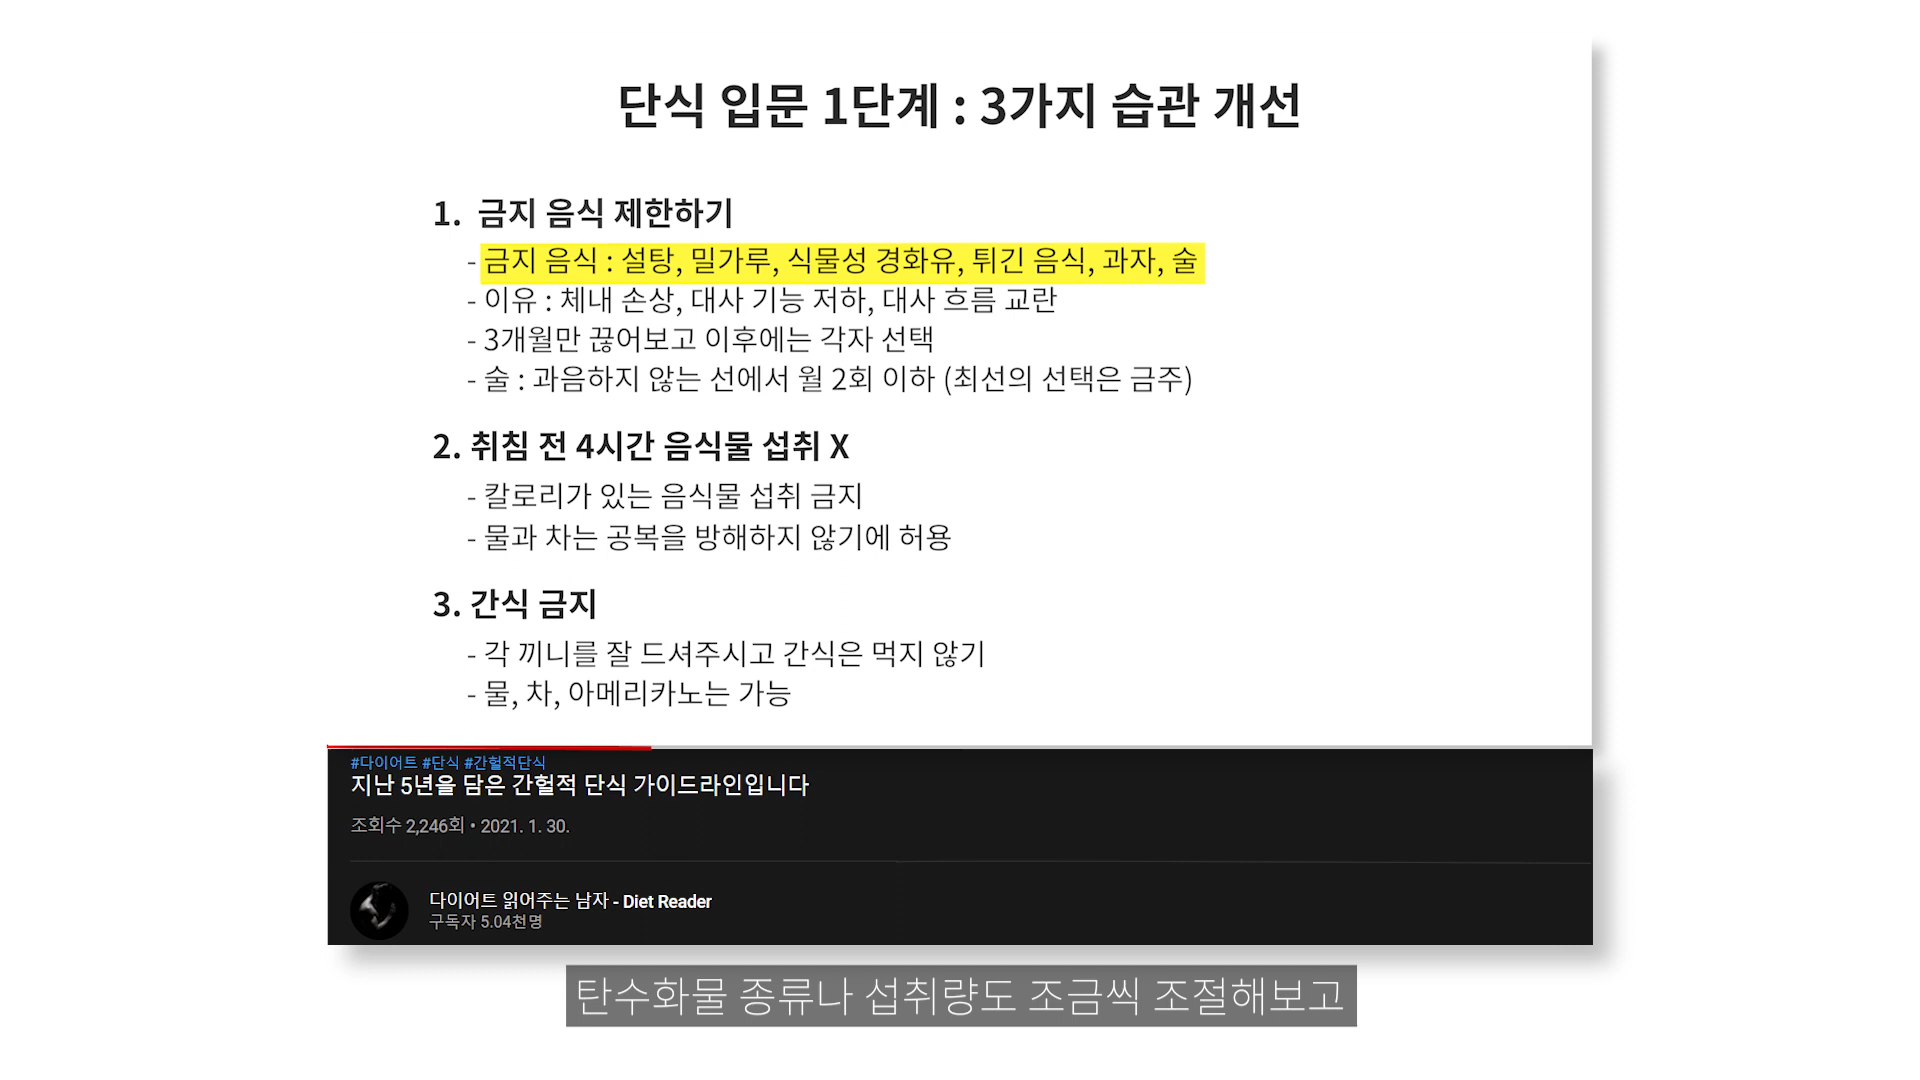 단식 입문 1단계 : 3가지 습관 개선
1. 금지 음식 제한하기
- 금지 음식 : 설탕, 밀가루, 식물성 경화유, 튀긴 음식, 과자, 술
- 이유 : 체내 손상, 대사 기능 저하, 대사 흐름 교란
- 3개월만 끊어보고 이후에는 각자 선택
- 술 : 과음하지 않는 선에서 월 2회 이하 (최선의 선택은 금주)
2. 취침 전 4시간 음식물 섭취 X
- 칼로리가 있는 음식물 섭취 금지
- 물과 차는 공복을 방해하지 않기에 허용
3. 간식 금지
- 각 끼니를 잘 드셔주시고 간식은 먹지 않기
- 물, 차, 아메리카노는 가능
#다이어트 #단식 #간헐적단식
지난 5년을 담은 간헐적 단식 가이드라인입니다
조회수 2,246회 • 2021. 1. 30.
다이어트 읽어주는 남자 - Diet Reader
구독자 5.04천명
탄수화물 종류나 섭취량도 조금씩 조절해보고